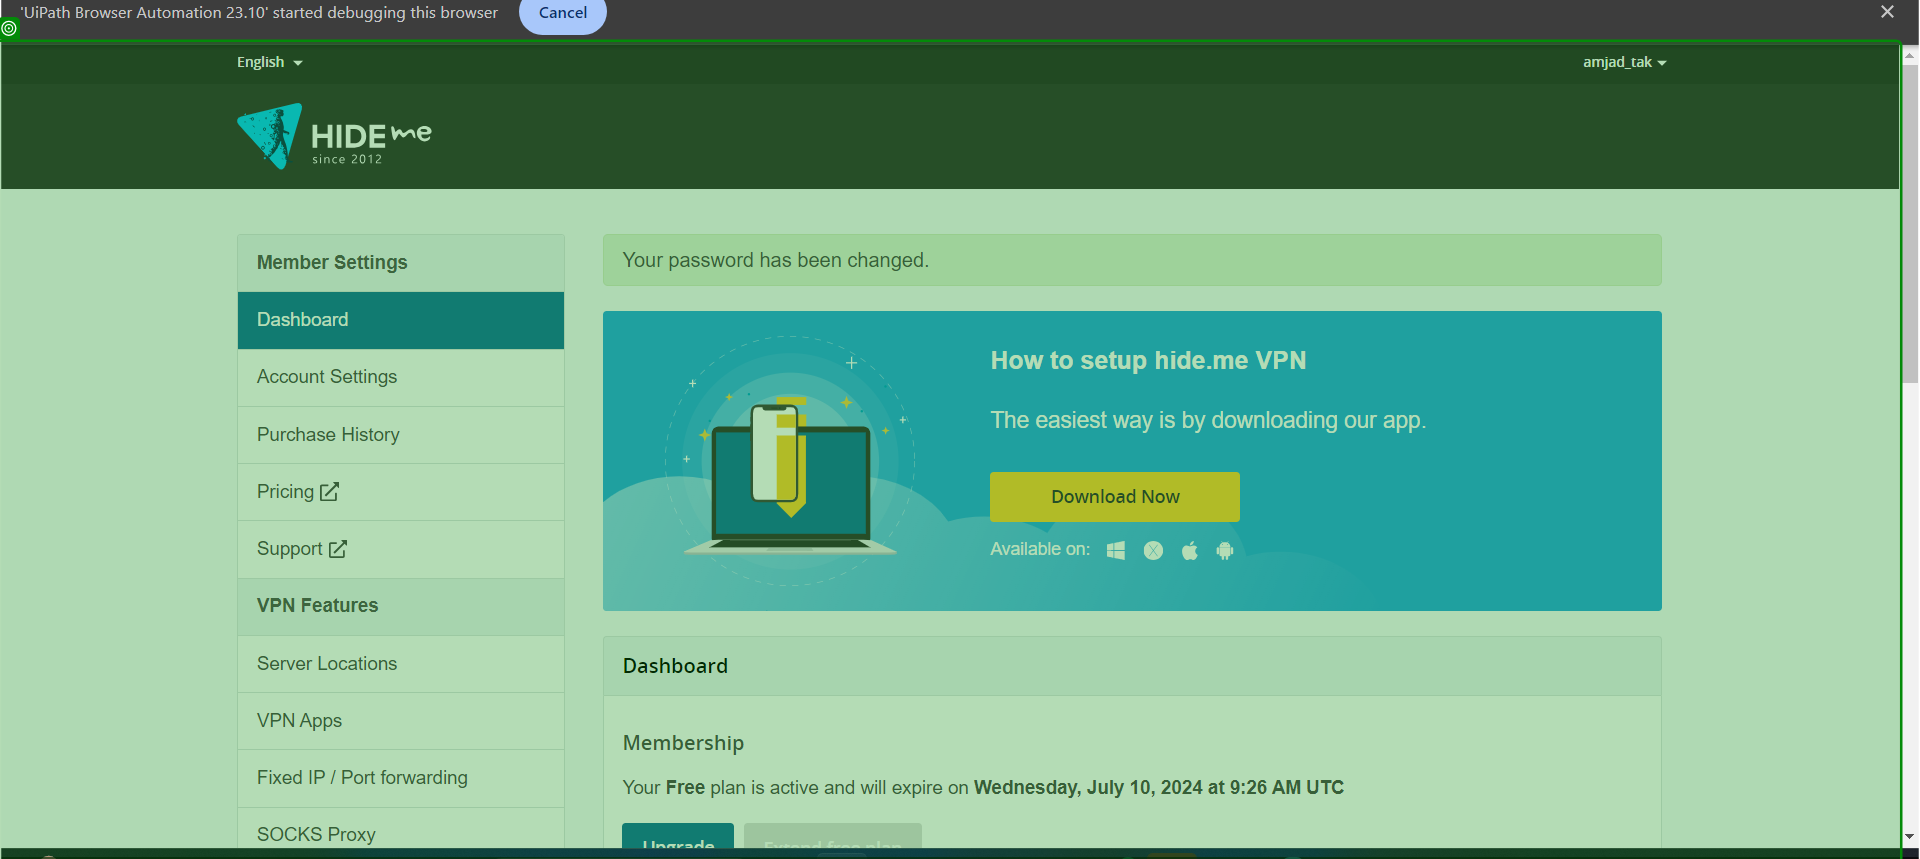 'UiPath Browser Automation 23.10' started debugging this browser
Cancel
English
amjad_tak
HIDE me
since 2012
Member Settings
Dashboard
Account Settings
Purchase History
Pricing
Support
VPN Features
Server Locations
VPN Apps
Fixed IP / Port forwarding
SOCKS Proxy
Your password has been changed.
How to setup hide.me VPN
The easiest way is by downloading our app.
Download Now
Available on:
Dashboard
Membership
Your Free plan is active and will expire on Wednesday, July 10, 2024 at 9:26 AM UTC
Upgrade
Extend free plan